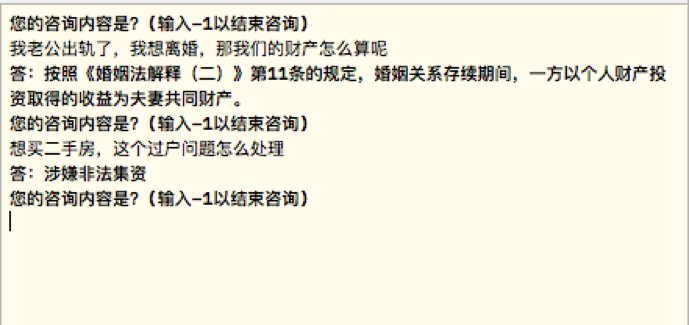 您的咨询内容是?(输入-1以结束咨询)
我老公出轨了，我想离婚，那我们的财产怎么算呢
答：按照《婚姻法解释（二）》第11条的规定，婚姻关系存续期间，一方以个人财产投
资取得的收益为夫妻共同财产。
您的咨询内容是?(输入-1以结束咨询)
想买二手房，这个过户问题怎么处理
答：涉嫌非法集资
您的咨询内容是?(输入-1以结束咨询)